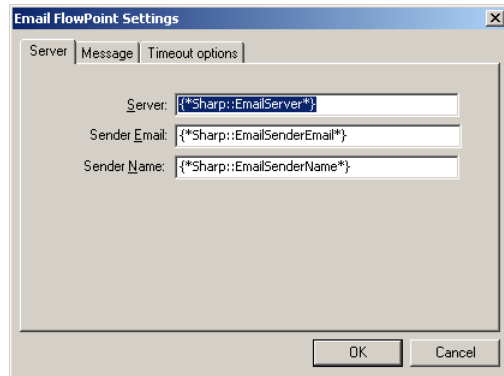 Email FlowPoint Settings
Server Message Timeout options
Server: {*Sharp::EmailServer*}
Sender Email: {*Sharp::EmailSenderEmail*}
Sender Name: {*Sharp::EmailSenderName*}
OK Cancel